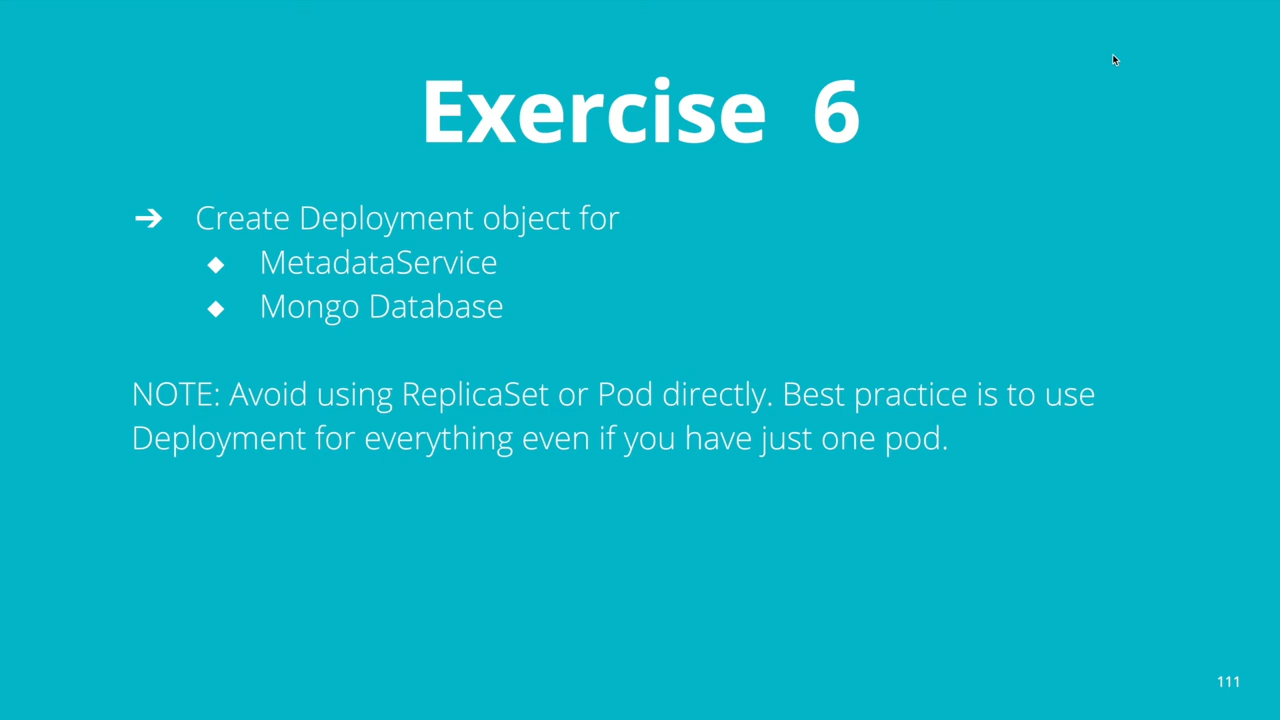 Exercise 6
➔ Create Deployment object for
◆ MetadataService
◆ Mongo Database
NOTE: Avoid using ReplicaSet or Pod directly. Best practice is to use
Deployment for everything even if you have just one pod.
111